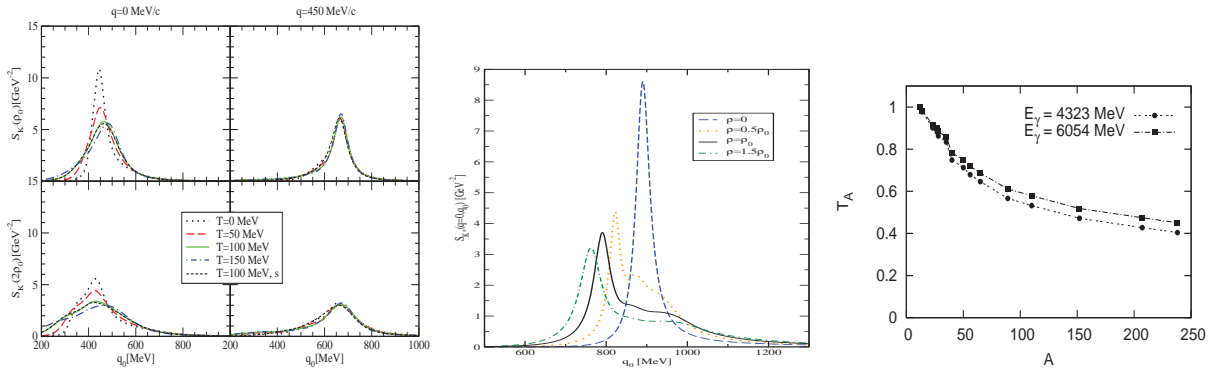 q=0 MeV/c
q=450 MeV/c
15
10
5
S_K-(ρ_0)[GeV^-2]
15
10
5
0
S_K-(2ρ_0)[GeV^-2]
T=0 MeV
T=50 MeV
T=100 MeV
T=150 MeV
T=100 MeV, s
200 400 600 800 200 400 600 800 1000
q_0[MeV]
q_0[MeV]
9
8
7
6
5
4
3
2
1
0
(q=0,q_0) [GeV^-2]
ρ=0
ρ=0.5ρ_0
ρ=ρ_0
ρ=1.5ρ_0
600 800 1000 1200
q_0 [MeV]
E_γ = 4323 MeV
E_γ = 6054 MeV
1
0.8
0.6
0.4
0.2
0
T_A
0 50 100 150 200 250
A